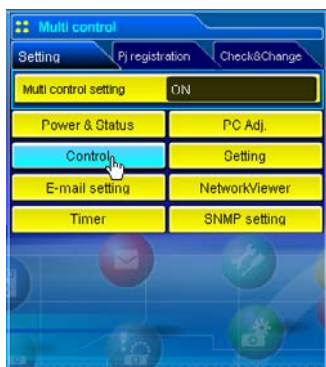 Multi control
Setting Pj registration Check&Change
Multi control setting ON
Power & Status PC Adj.
Control Setting
E-mail setting NetworkViewer
Timer SNMP setting